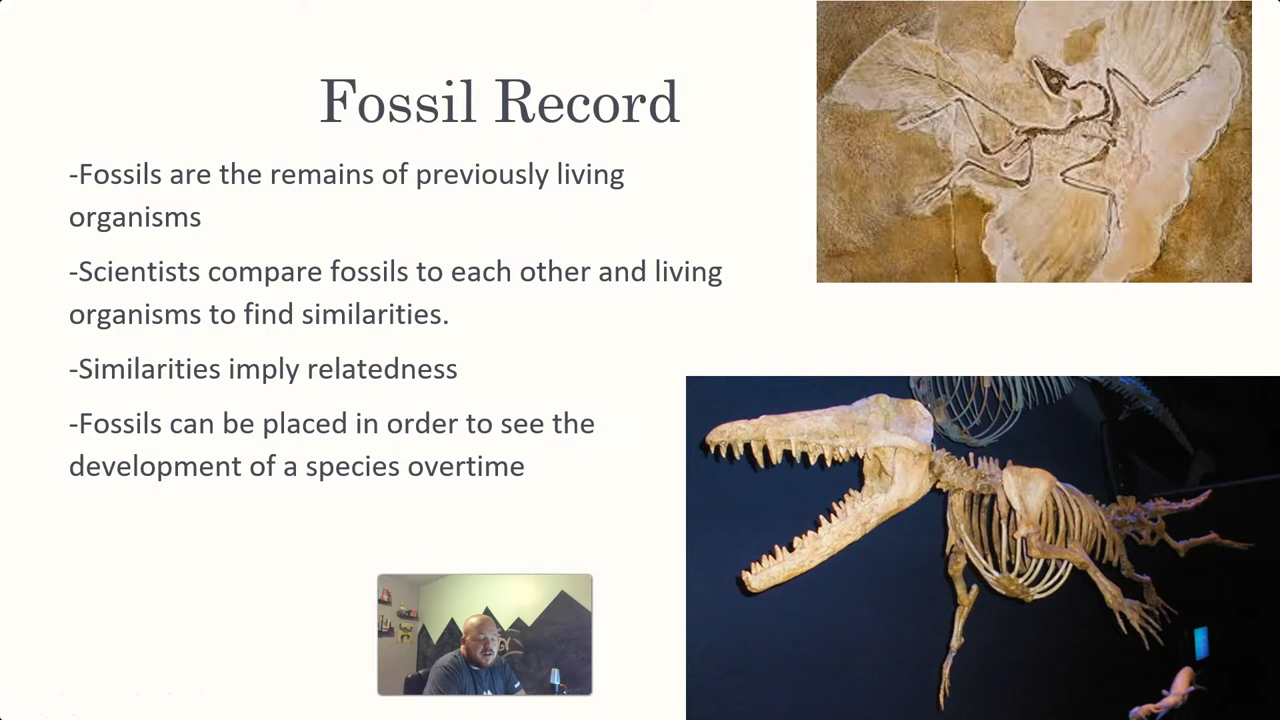 Fossil Record
-Fossils are the remains of previously living
organisms
-Scientists compare fossils to each other and living
organisms to find similarities.
-Similarities imply relatedness
-Fossils can be placed in order to see the
development of a species overtime